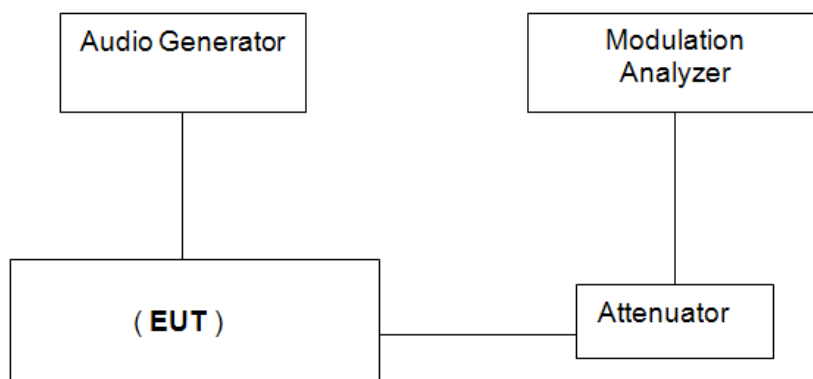 Audio Generator
Modulation
Analyzer
( EUT )
Attenuator